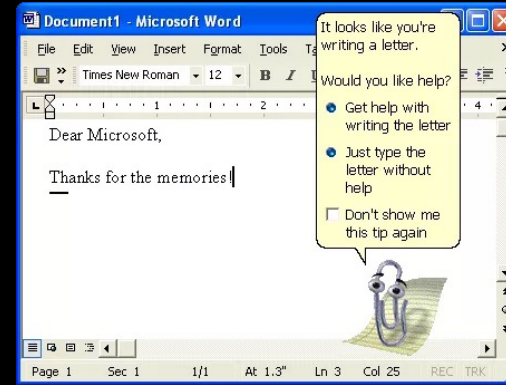 Document1 - Microsoft Word
File Edit View Insert Format Tools
Times New Roman 12 B I
1 2 4
Dear Microsoft,
Thanks for the memories!
It looks like you're
writing a letter.
Would you like help?
Get help with
writing the letter
Just type the
letter without
help
Don't show me
this tip again
Page 1 Sec 1 1/1 At 1.3" Ln 3 Col 25 REC TRK